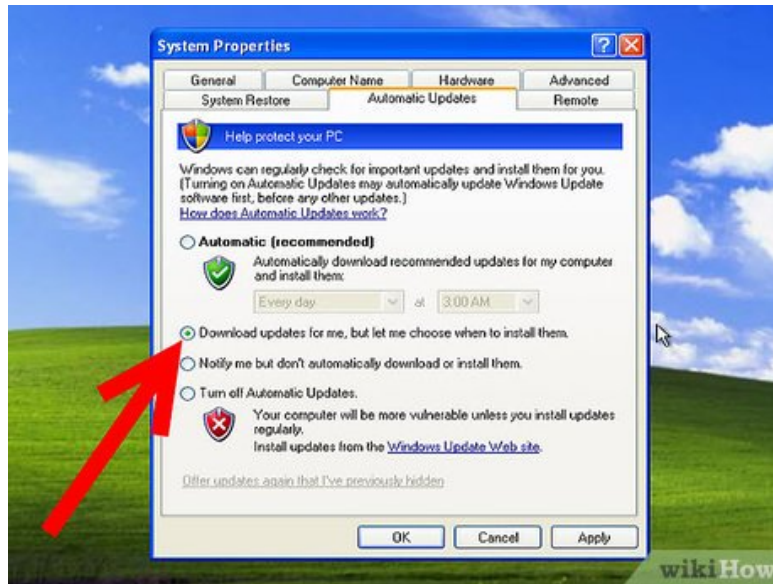 System Properties
General Computer Name Hardware Advanced
System Restore Automatic Updates Remote
Help protect your PC
Windows can regularly check for important updates and install them for you.
(Turning on Automatic Updates may automatically update Windows Update
software first, before any other updates.)
How does Automatic Updates work?
Automatic (recommended)
Automatically download recommended updates for my computer
and install them:
Every day at 3:00 AM
Download updates for me, but let me choose when to install them.
Notify me but don't automatically download or install them.
Turn off Automatic Updates.
Your computer will be more vulnerable unless you install updates
regularly.
Install updates from the Windows Update Web site.
Offer updates again that I've previously hidden
OK Cancel Apply
wikiHow